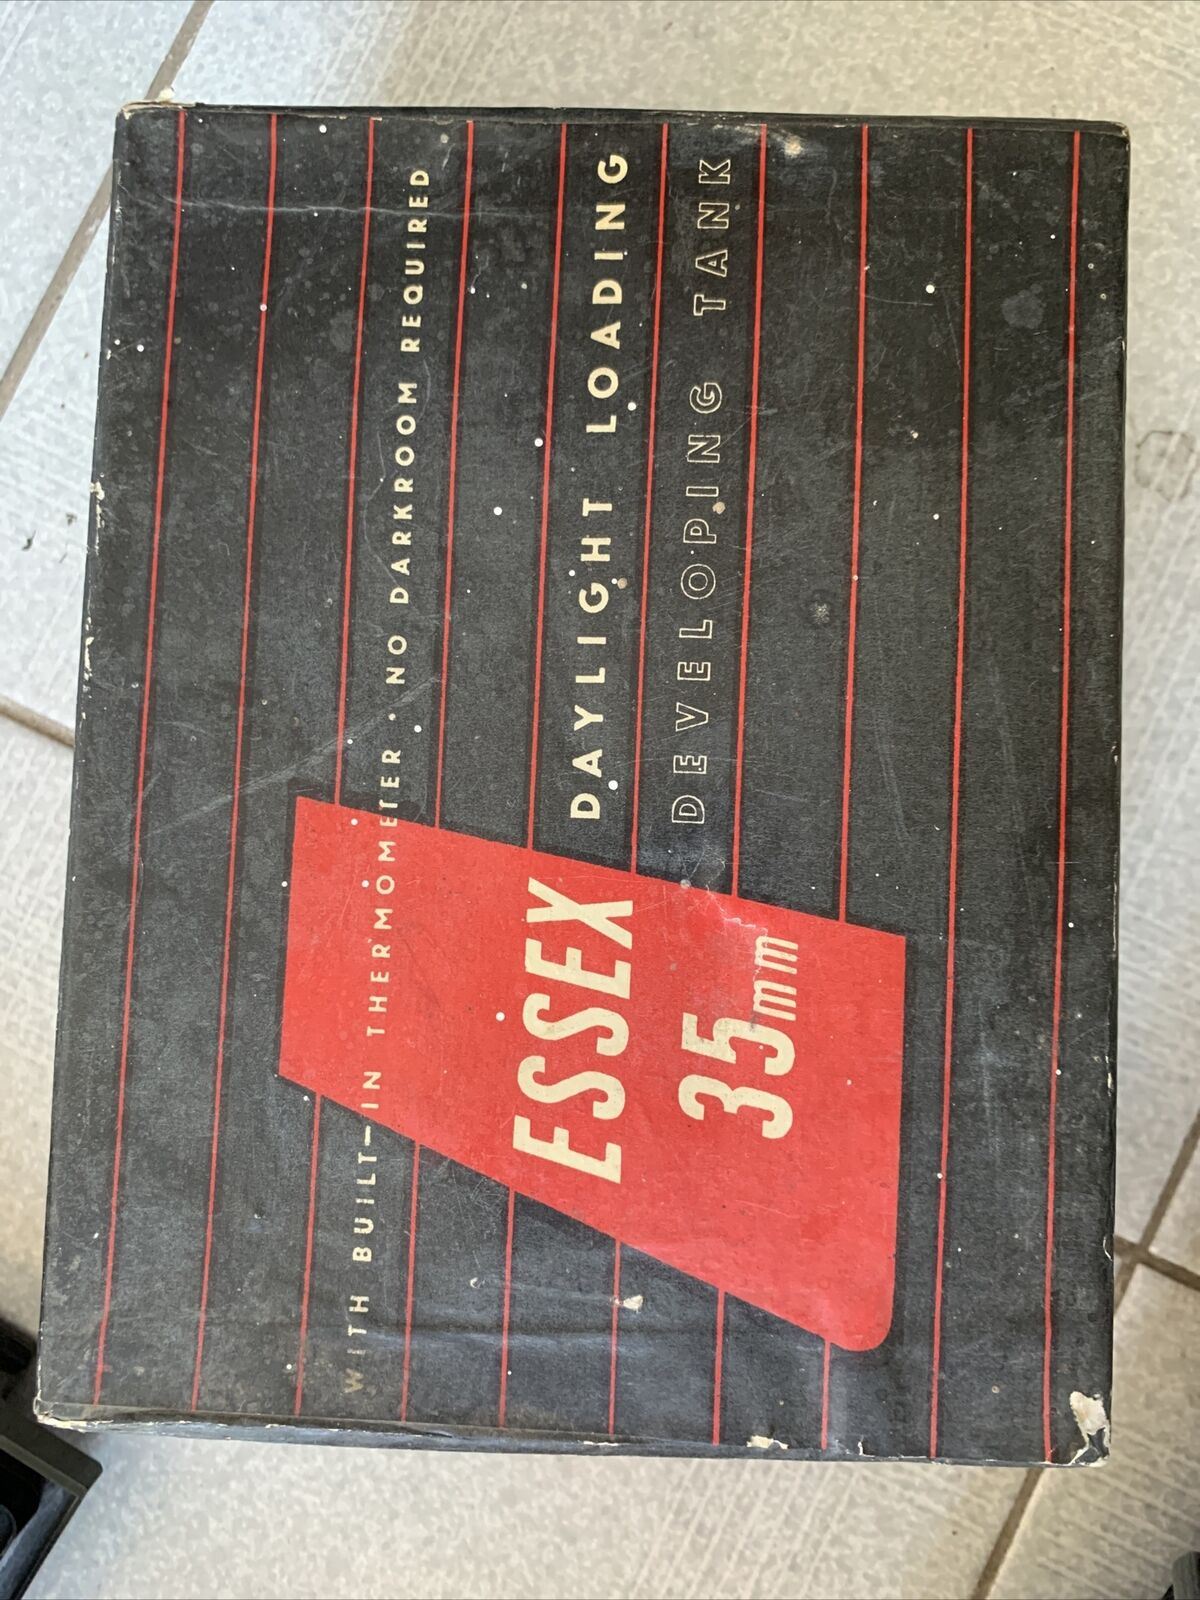 WITH BUILT-IN THERMOMETER · NO DARKROOM REQUIRED
ESSEX
35mm
DAYLIGHT LOADING
DEVELOPING TANK